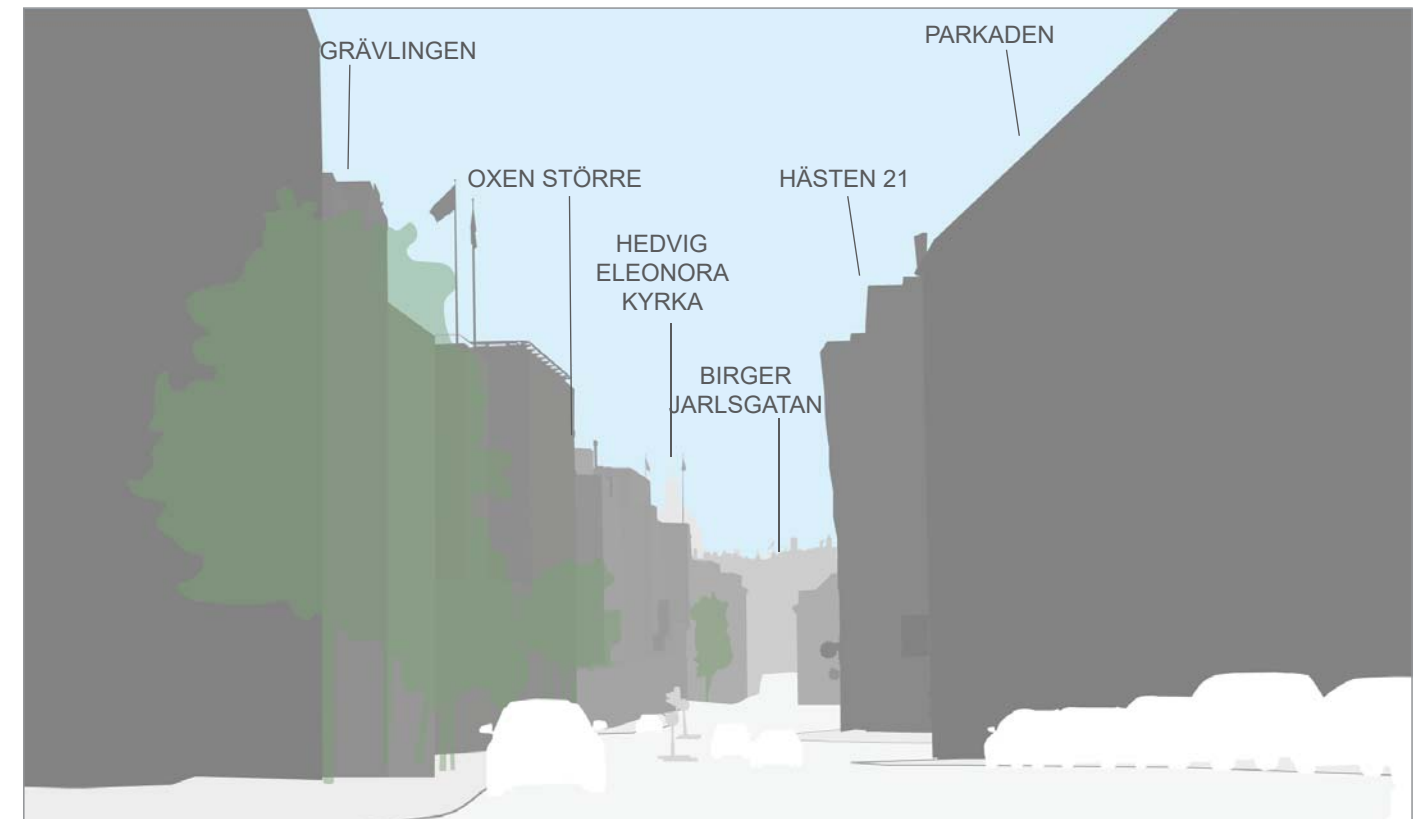 GRÄVLINGEN
PARKADEN
OXEN STÖRRE
HÄSTEN 21
HEDVIG
ELEONORA
KYRKA
BIRGER
JARLSGATAN